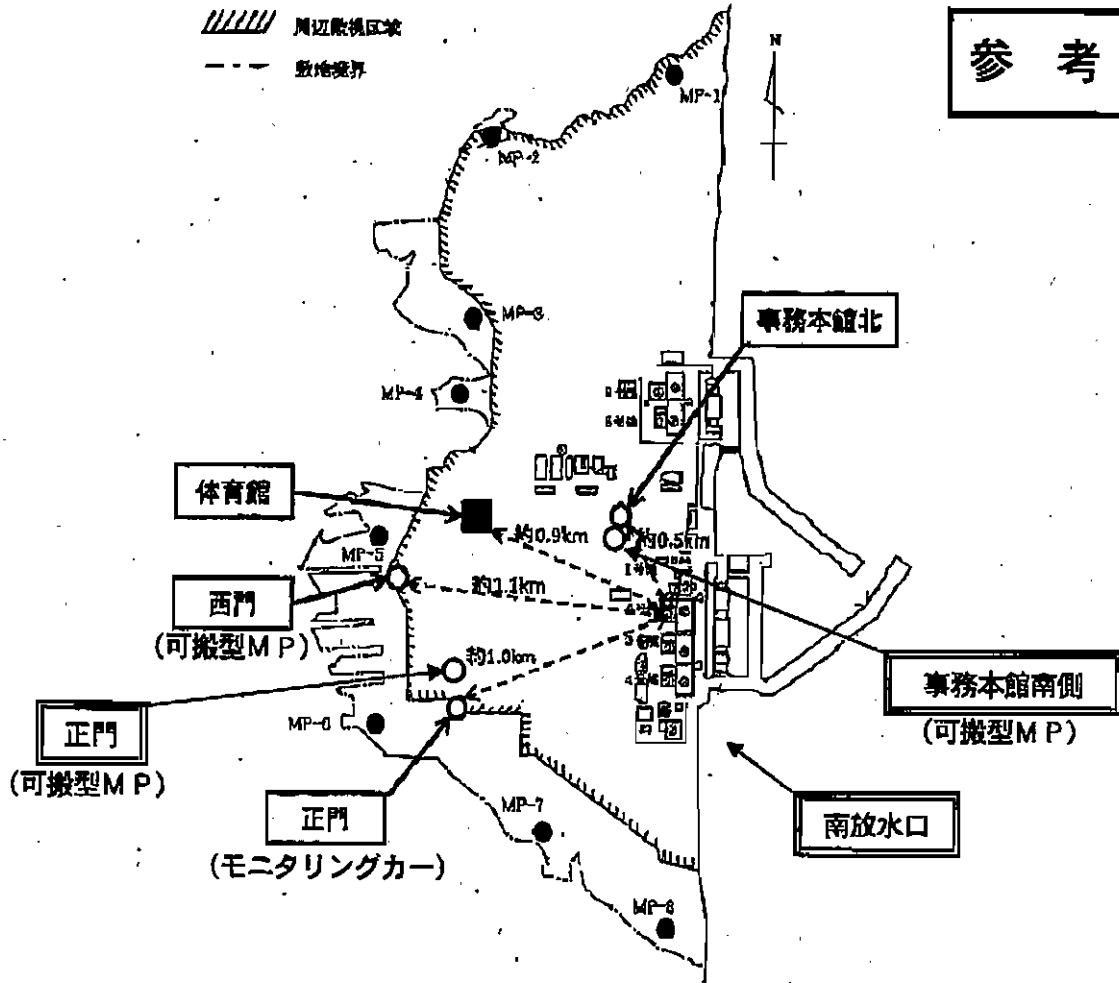 周辺監視区域
敷地境界
参 考
N
MP-1
MP-2
MP-3
事務本館北
MP-4
体育館
約0.9km
約0.5km
MP-5
西門
(可搬型MP)
約1.1km
約1.0km
事務本館南側
(可搬型MP)
正門
(可搬型MP)
MP-6
正門
(モニタリングカー)
MP-7
南放水口
MP-8